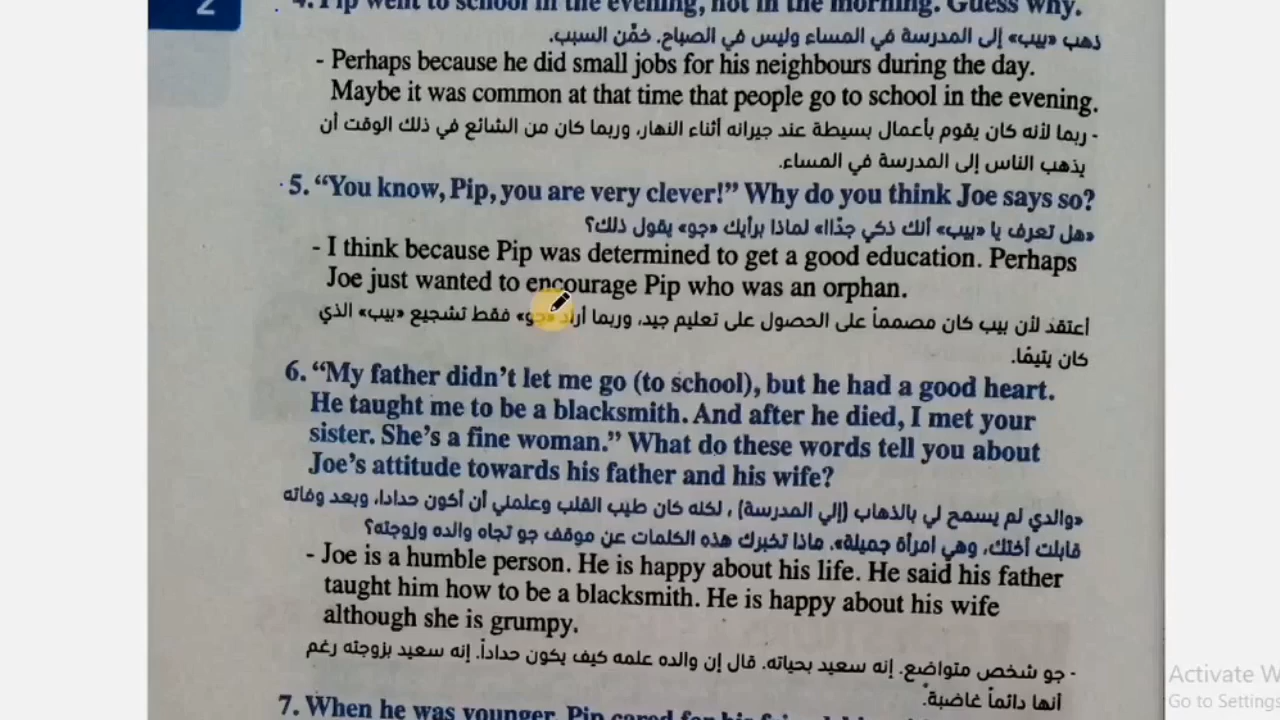 2
4. Pip went to school in the evening, not in the morning. Guess why.
ذهب «بيب» إلى المدرسة في المساء وليس في الصباح. خمّن السبب.
- Perhaps because he did small jobs for his neighbours during the day.
Maybe it was common at that time that people go to school in the evening.
- ربما لأنه كان يقوم بأعمال بسيطة عند جيرانه أثناء النهار، وربما كان من الشائع في ذلك الوقت أن
يذهب الناس إلى المدرسة في المساء.
5. “You know, Pip, you are very clever!” Why do you think Joe says so?
«هل تعرف يا «بيب» أنك ذكي جدًا» لماذا برأيك «جو» يقول ذلك؟
- I think because Pip was determined to get a good education. Perhaps
Joe just wanted to encourage Pip who was an orphan.
أعتقد لأن بيب كان مصمماً على الحصول على تعليم جيد، وربما أراد «جو» فقط تشجيع «بيب» الذي
كان يتيمًا.
6. “My father didn’t let me go (to school), but he had a good heart.
He taught me to be a blacksmith. And after he died, I met your
sister. She’s a fine woman.” What do these words tell you about
Joe’s attitude towards his father and his wife?
«والدي لم يسمح لي بالذهاب (إلي المدرسة)، لكنه كان طيب القلب وعلمني أن أكون حدادا، وبعد وفاته
قابلت أختك، وهي امرأة جميلة». ماذا تخبرك هذه الكلمات عن موقف جو تجاه والده وزوجته؟
- Joe is a humble person. He is happy about his life. He said his father
taught him how to be a blacksmith. He is happy about his wife
although she is grumpy.
- جو شخص متواضع. إنه سعيد بحياته. قال إن والده علمه كيف يكون حداداً. إنه سعيد بزوجته رغم
أنها دائماً غاضبة.
7. When he was younger, Pip cared for his
Activate W
Go to Settings